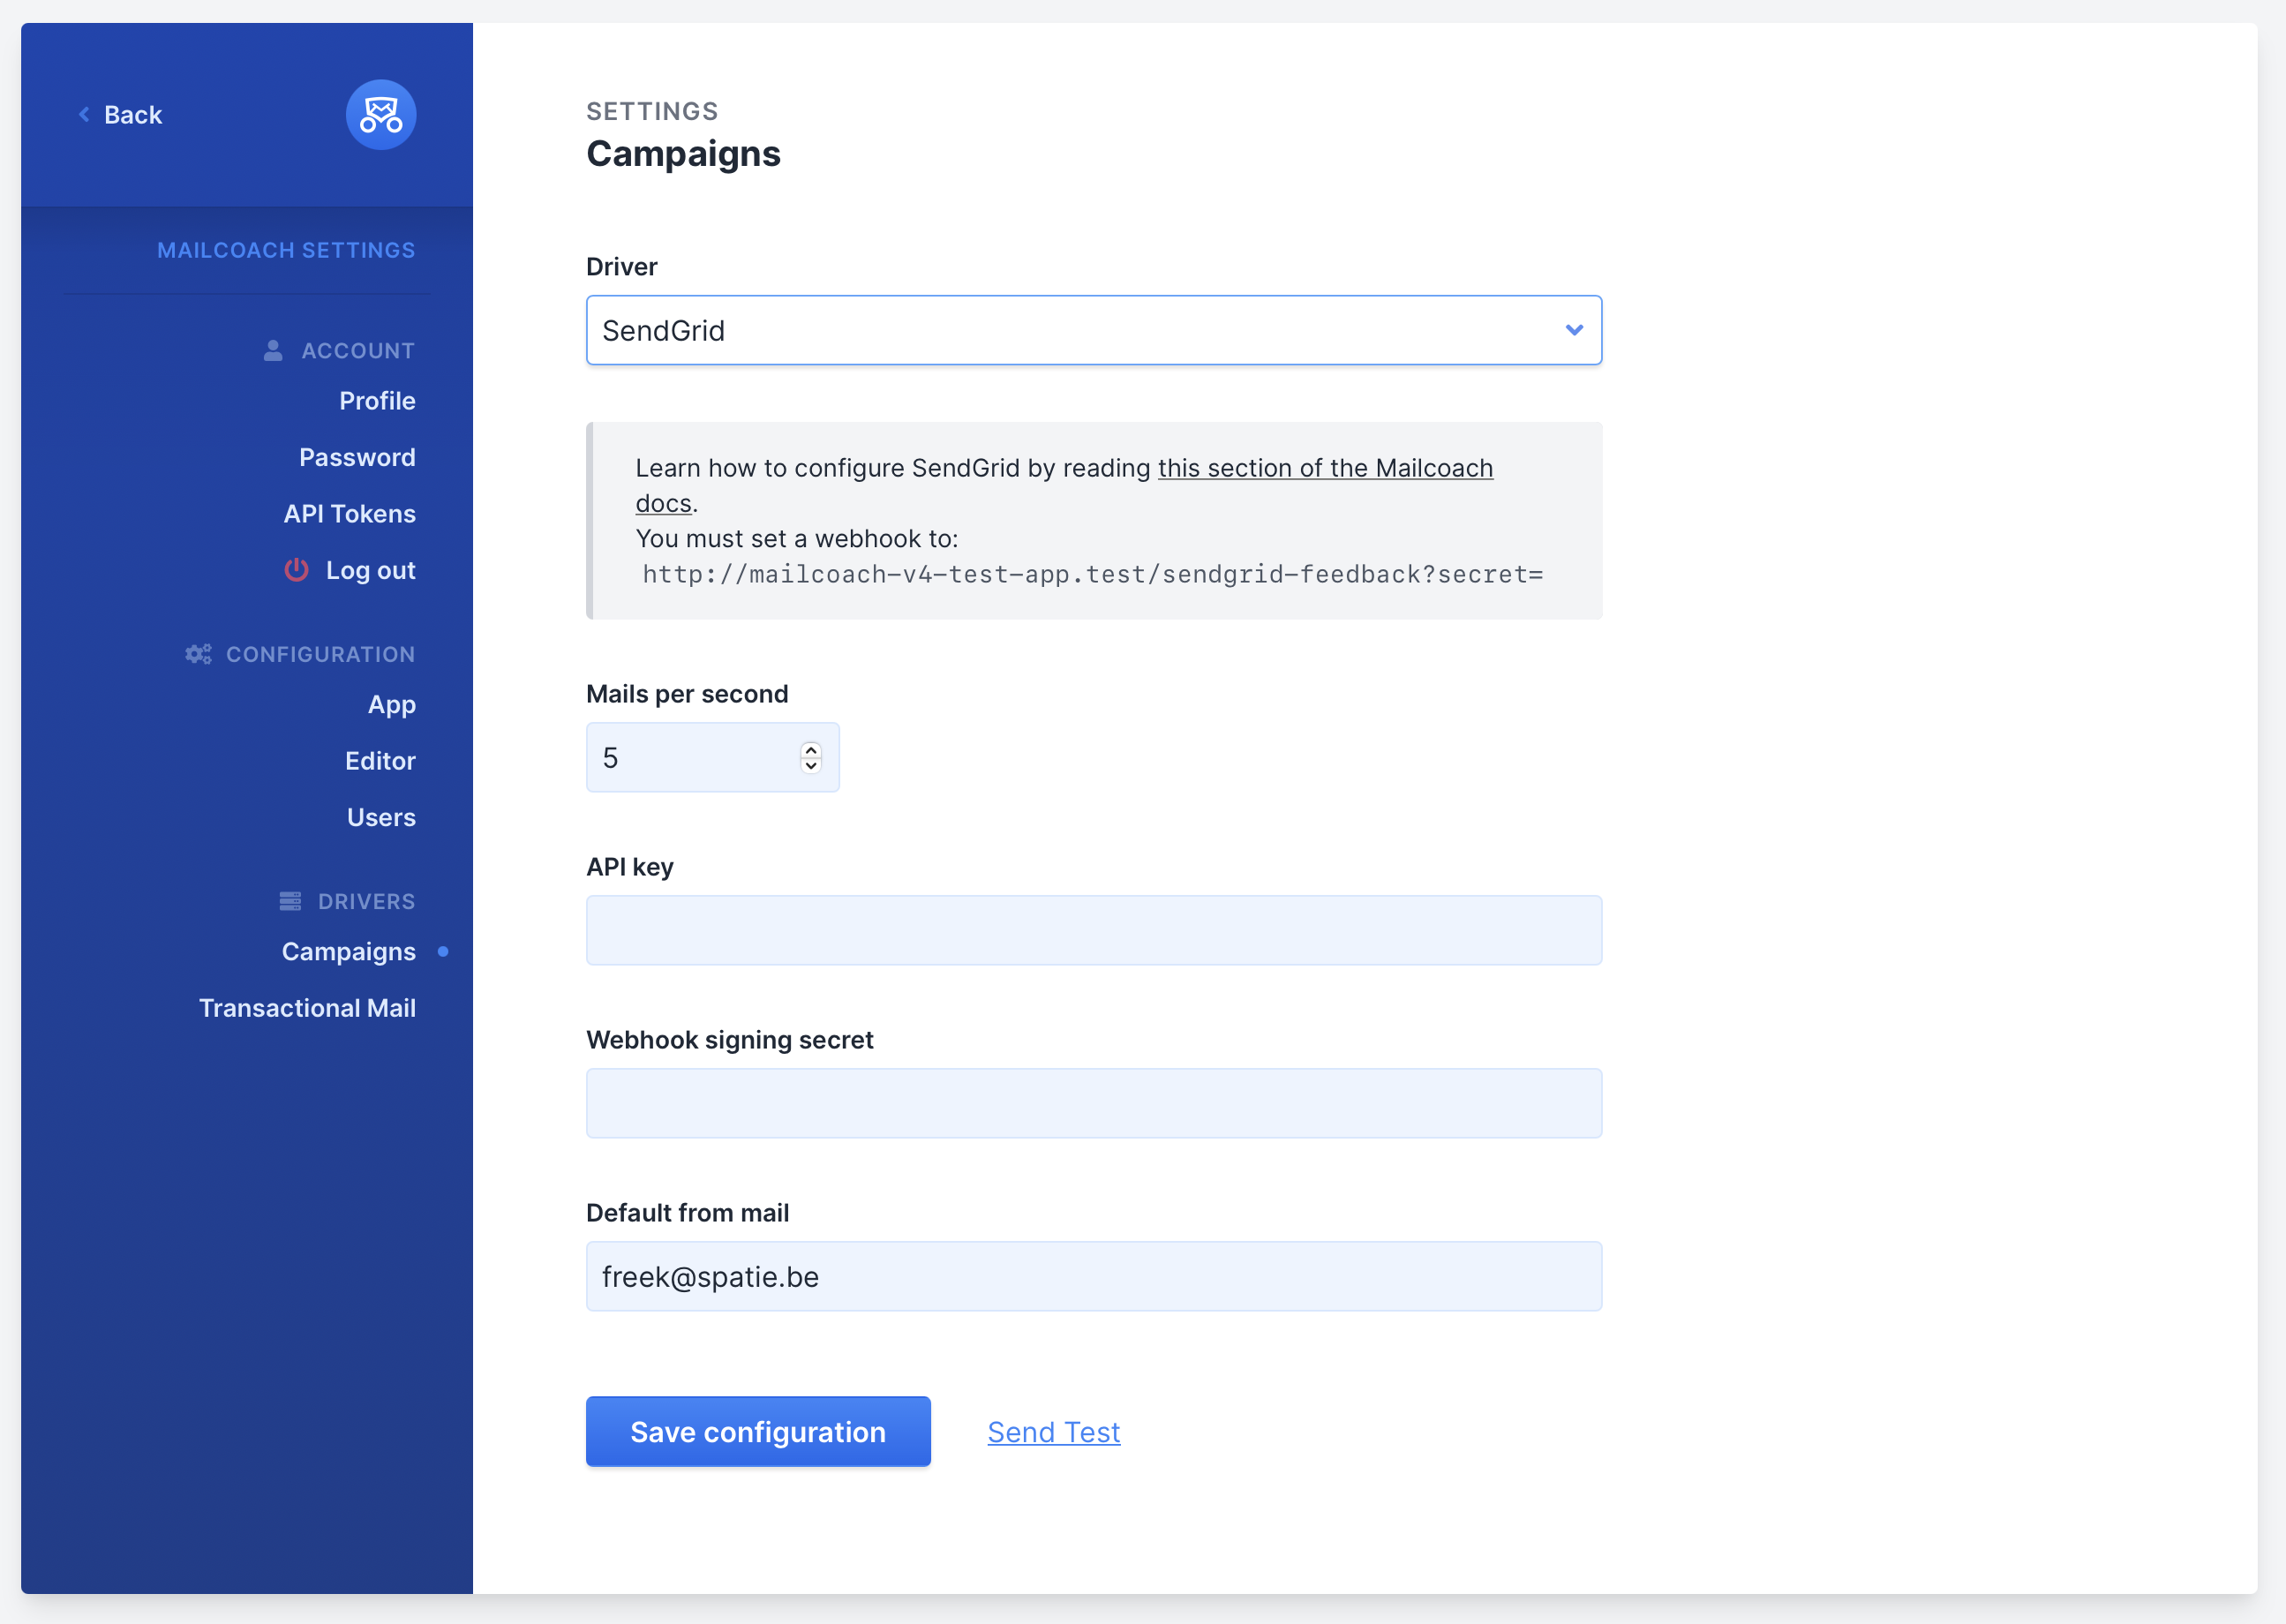 Back
MAILCOACH SETTINGS
ACCOUNT
Profile
Password
API Tokens
Log out
CONFIGURATION
App
Editor
Users
DRIVERS
Campaigns
Transactional Mail
SETTINGS
Campaigns
Driver
SendGrid
Learn how to configure SendGrid by reading this section of the Mailcoach
docs.
You must set a webhook to:
http://mailcoach-v4-test-app.test/sendgrid-feedback?secret=
Mails per second
5
API key
Webhook signing secret
Default from mail
freek@spatie.be
Save configuration
Send Test